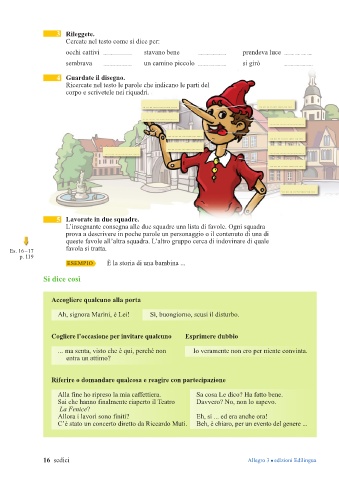 3 Rileggete.
Cercate nel testo come si dice per:
occhi cattivi ................ stavano bene ................ prendeva luce ................
sembrava ................ un camino piccolo ................ si girò ................
4 Guardate il disegno.
Ricercate nel testo le parole che indicano le parti del
corpo e scrivetele nei riquadri.
5 Lavorate in due squadre.
L'insegnante consegna alle due squadre una lista di favole. Ogni squadra
prova a descrivere in poche parole un personaggio o il contenuto di una di
queste favole all'altra squadra. L'altro gruppo cerca di indovinare di quale
favola si tratta.
Es. 16 - 17
p. 119
ESEMPIO È la storia di una bambina ...
Si dice così
Accogliere qualcuno alla porta
Ah, signora Marini, è Lei! Sì, buongiorno, scusi il disturbo.
Cogliere l'occasione per invitare qualcuno Esprimere dubbio
... ma senta, visto che è qui, perché non Io veramente non ero per niente convinta.
entra un attimo?
Riferire o domandare qualcosa e reagire con partecipazione
Alla fine ho ripreso la mia caffettiera. Sa cosa Le dico? Ha fatto bene.
Sai che hanno finalmente riaperto il Teatro Davvero? No, non lo sapevo.
La Fenice?
Allora i lavori sono finiti? Eh, sì ... ed era anche ora!
C'è stato un concerto diretto da Riccardo Muti. Beh, è chiaro, per un evento del genere ...
16 sedici Allegro 3 ● edizioni Edilingua